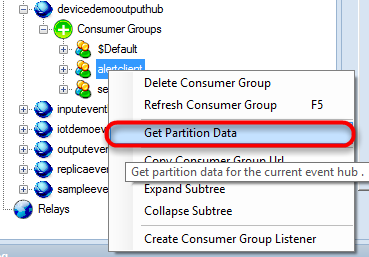 devicedemooutputhub
Consumer Groups
$Default
alertclient
se
Delete Consumer Group
Refresh Consumer Group F5
inputevent
Get Partition Data
iotdemoeve
outputeven
Copy Consumer Group Url
Get partition data for the current event hub .
replicaeve
Expand Subtree
sampleeve
Collapse Subtree
Relays
Create Consumer Group Listener